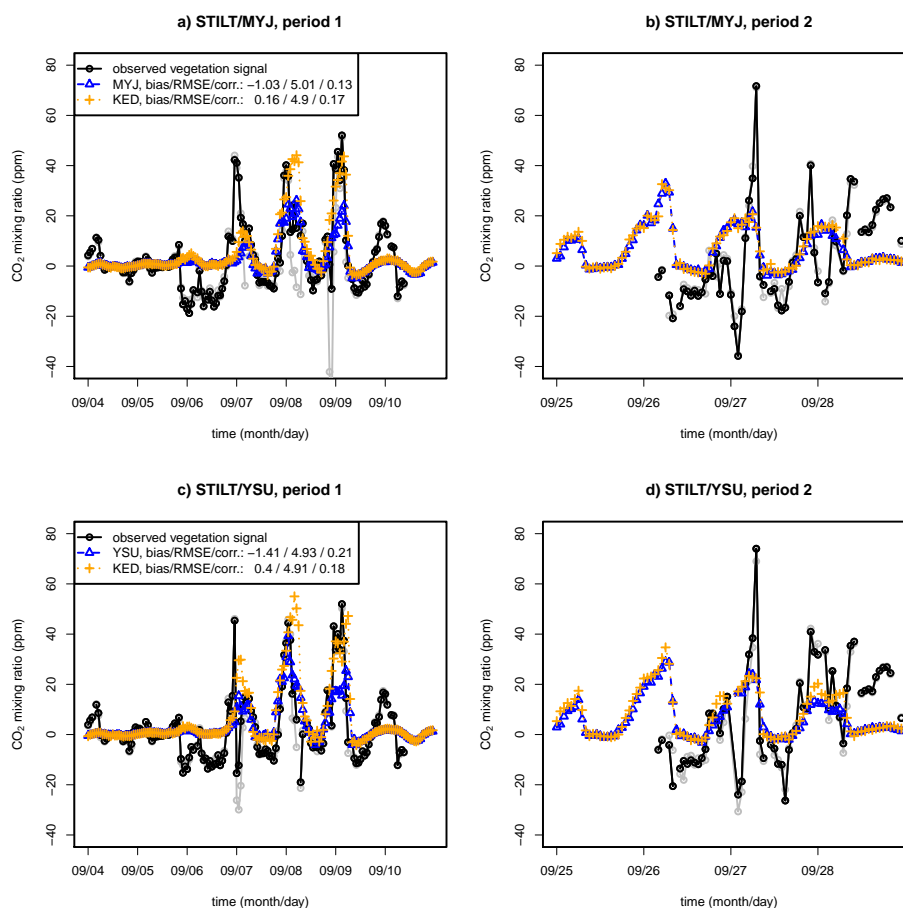 a) STILT/MYJ, period 1
80
60
40
20
0
−20
−40
CO2 mixing ratio (ppm)
observed vegetation signal
MYJ, bias/RMSE/corr.: −1.03 / 5.01 / 0.13
KED, bias/RMSE/corr.: 0.16 / 4.9 / 0.17
09/04 09/05 09/06 09/07 09/08 09/09 09/10
time (month/day)
b) STILT/MYJ, period 2
80
60
40
20
0
−20
−40
CO2 mixing ratio (ppm)
09/25 09/26 09/27 09/28
time (month/day)
c) STILT/YSU, period 1
80
60
40
20
0
−20
−40
CO2 mixing ratio (ppm)
observed vegetation signal
YSU, bias/RMSE/corr.: −1.41 / 4.93 / 0.21
KED, bias/RMSE/corr.: 0.4 / 4.91 / 0.18
09/04 09/05 09/06 09/07 09/08 09/09 09/10
time (month/day)
d) STILT/YSU, period 2
80
60
40
20
0
−20
−40
CO2 mixing ratio (ppm)
09/25 09/26 09/27 09/28
time (month/day)